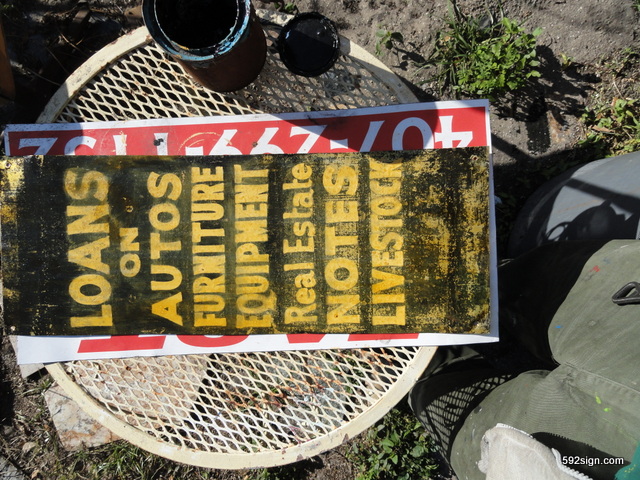 LOANS
ON
AUTOS
FURNITURE
EQUIPMENT
Real Estate
NOTES
LIVESTOCK
592sign.com